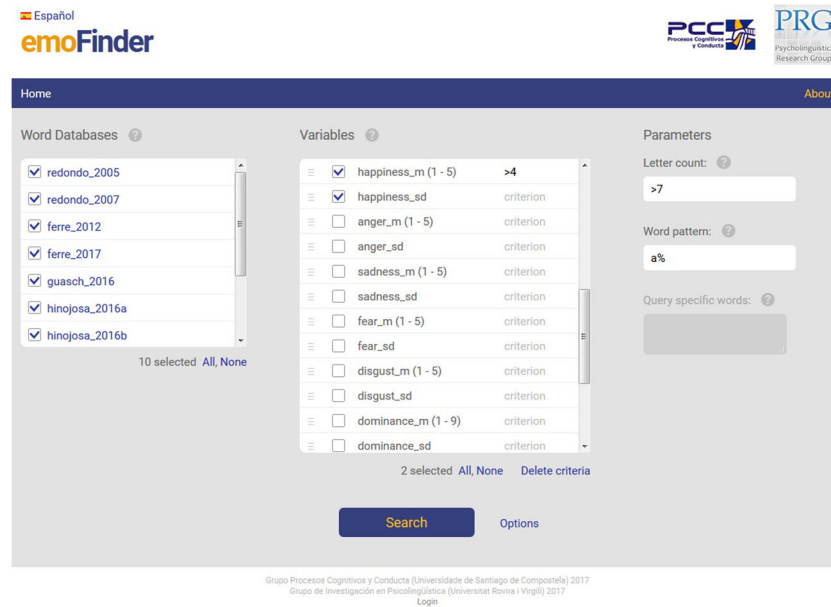 Español
emoFinder
PCC
Procesos Cognitivos
y Conducta
PRG
Psycholinguistic
Research Group
Home
Abou
Word Databases ?
redondo_2005
redondo_2007
ferre_2012
ferre_2017
guasch_2016
hinojosa_2016a
hinojosa_2016b
10 selected All, None
Variables ?
happiness_m (1 - 5) >4
happiness_sd criterion
anger_m (1 - 5) criterion
anger_sd criterion
sadness_m (1 - 5) criterion
sadness_sd criterion
fear_m (1 - 5) criterion
fear_sd criterion
disgust_m (1 - 5) criterion
disgust_sd criterion
dominance_m (1 - 9) criterion
dominance_sd criterion
2 selected All, None Delete criteria
Parameters
Letter count: ?
>7
Word pattern: ?
a%
Query specific words: ?
Search Options
Grupo Procesos Cognitivos y Conducta (Universidade de Santiago de Compostela) 2017
Grupo de Investigación en Psicolingüística (Universitat Rovira i Virgili) 2017
Login